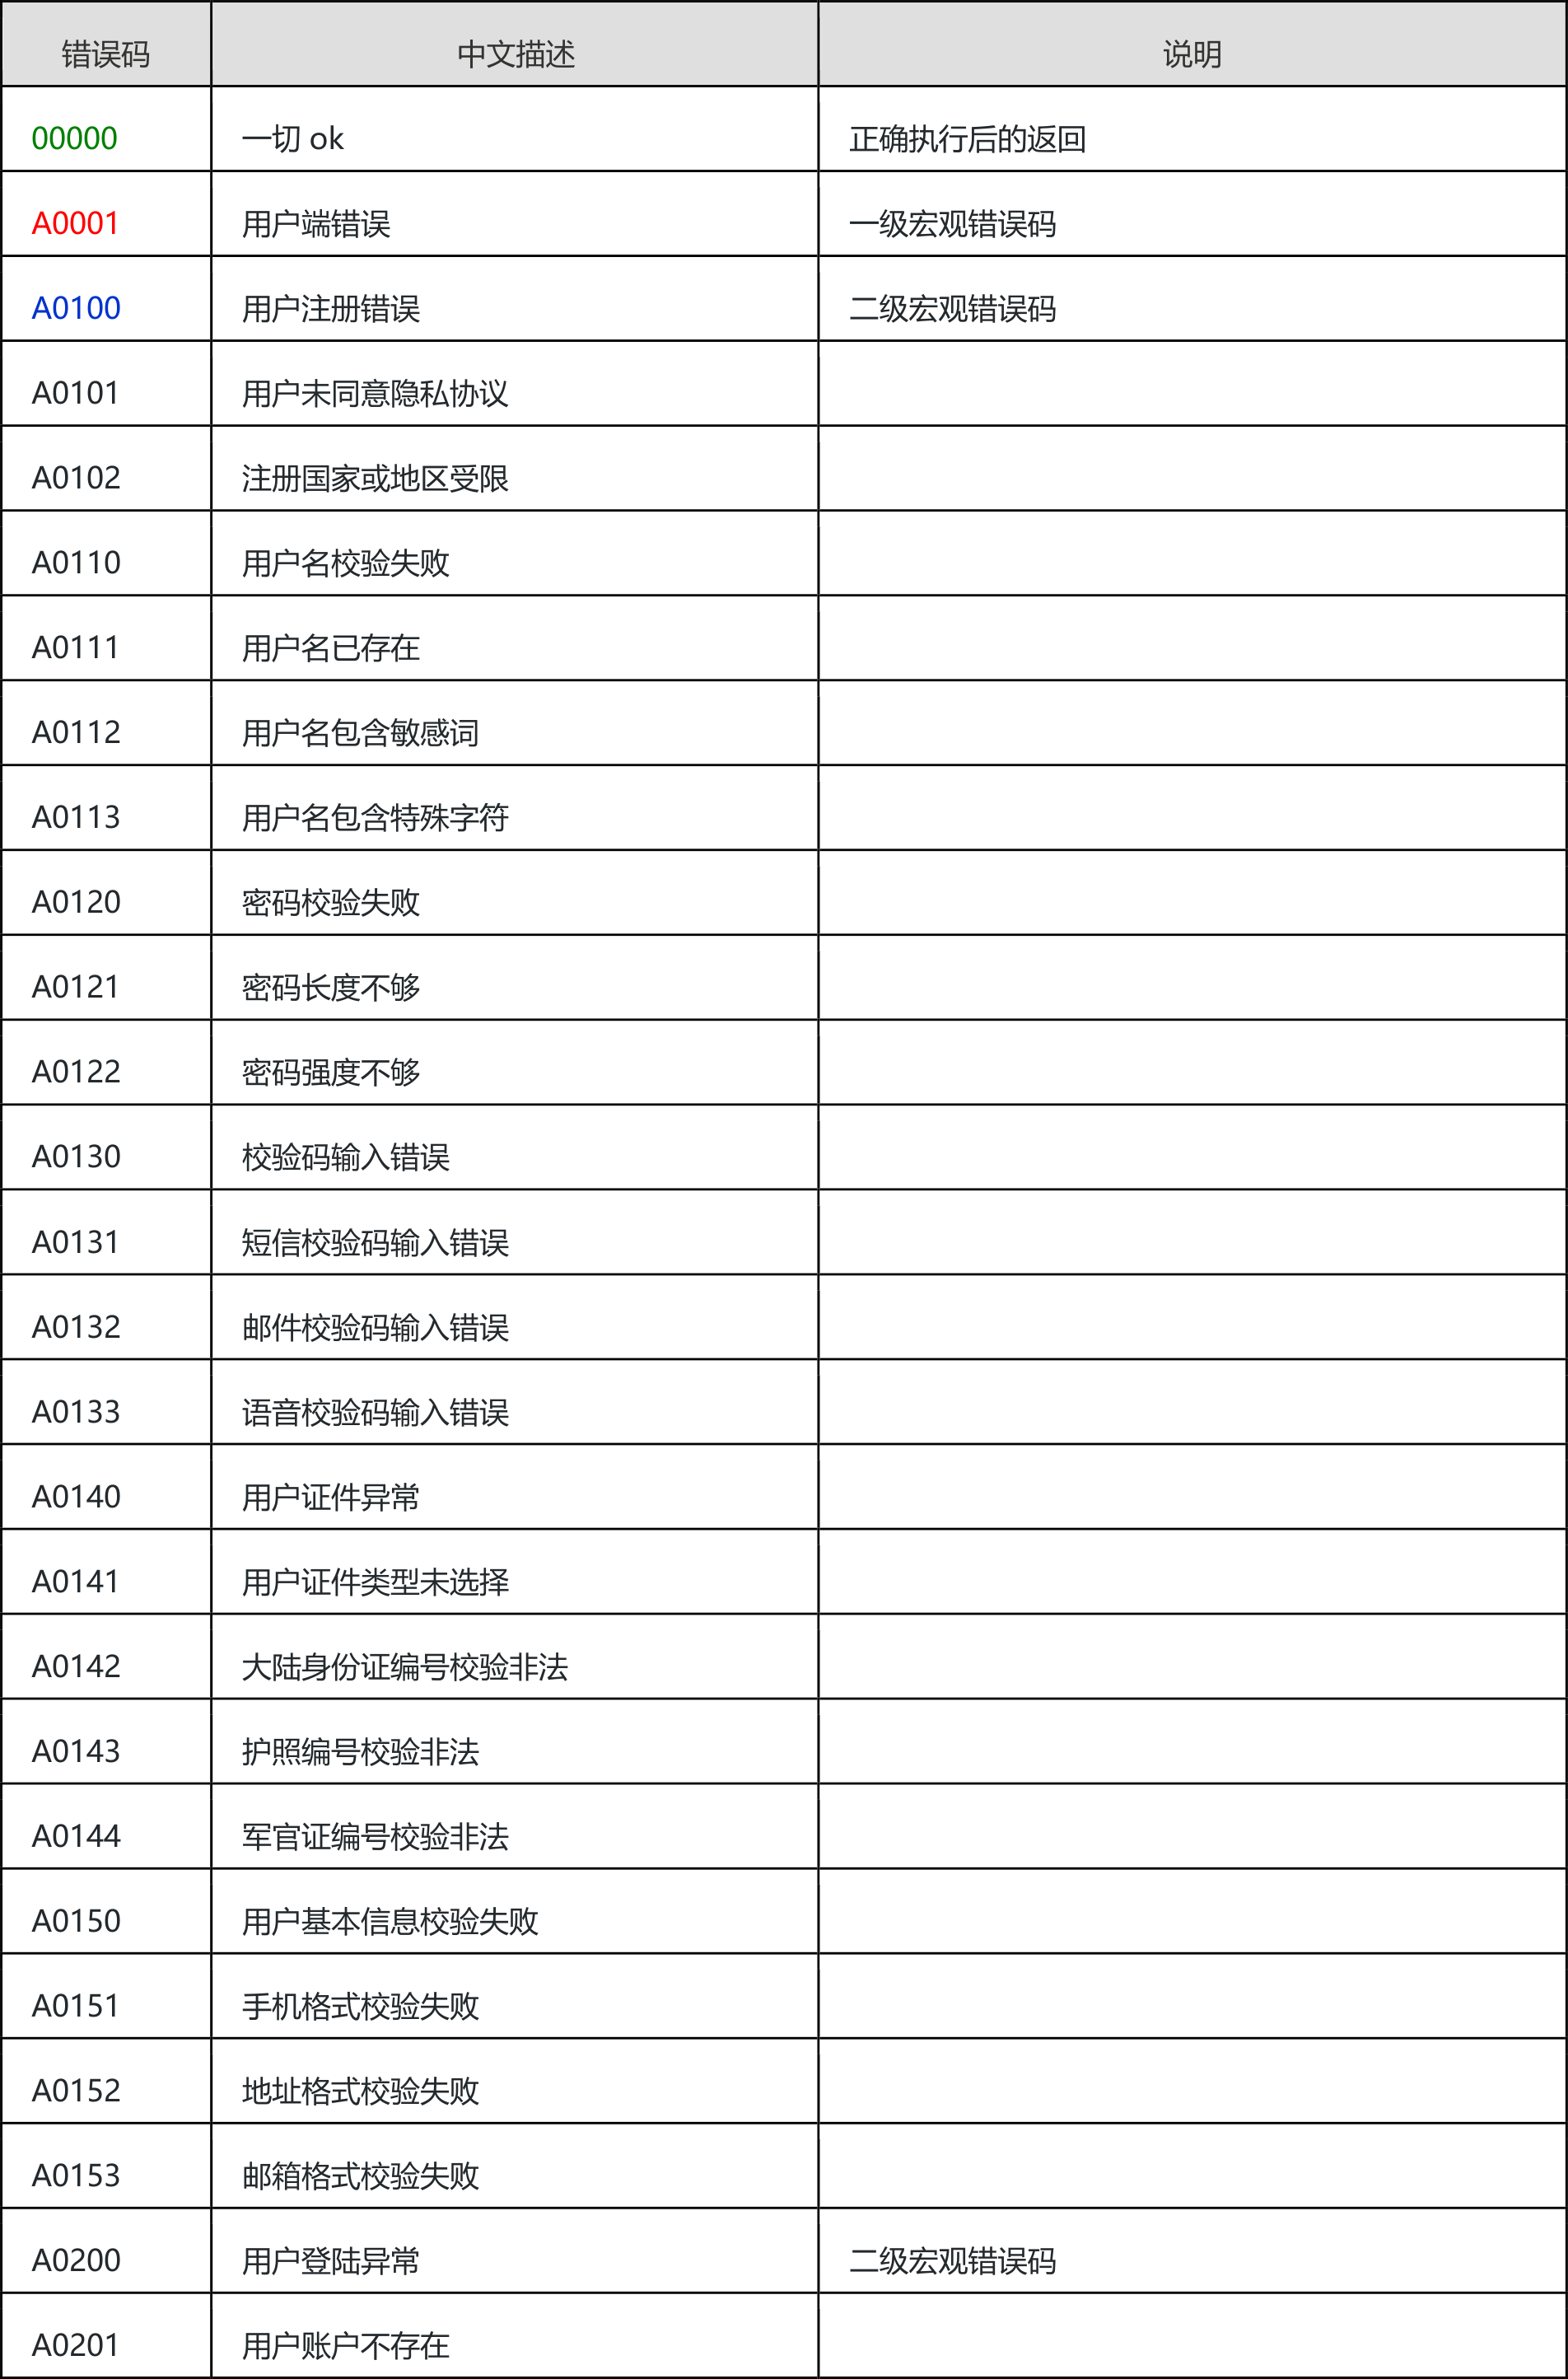 错误码 中文描述 说明
00000 一切 ok 正确执行后的返回
A0001 用户端错误 一级宏观错误码
A0100 用户注册错误 二级宏观错误码
A0101 用户未同意隐私协议
A0102 注册国家或地区受限
A0110 用户名校验失败
A0111 用户名已存在
A0112 用户名包含敏感词
A0113 用户名包含特殊字符
A0120 密码校验失败
A0121 密码长度不够
A0122 密码强度不够
A0130 校验码输入错误
A0131 短信校验码输入错误
A0132 邮件校验码输入错误
A0133 语音校验码输入错误
A0140 用户证件异常
A0141 用户证件类型未选择
A0142 大陆身份证编号校验非法
A0143 护照编号校验非法
A0144 军官证编号校验非法
A0150 用户基本信息校验失败
A0151 手机格式校验失败
A0152 地址格式校验失败
A0153 邮箱格式校验失败
A0200 用户登陆异常 二级宏观错误码
A0201 用户账户不存在